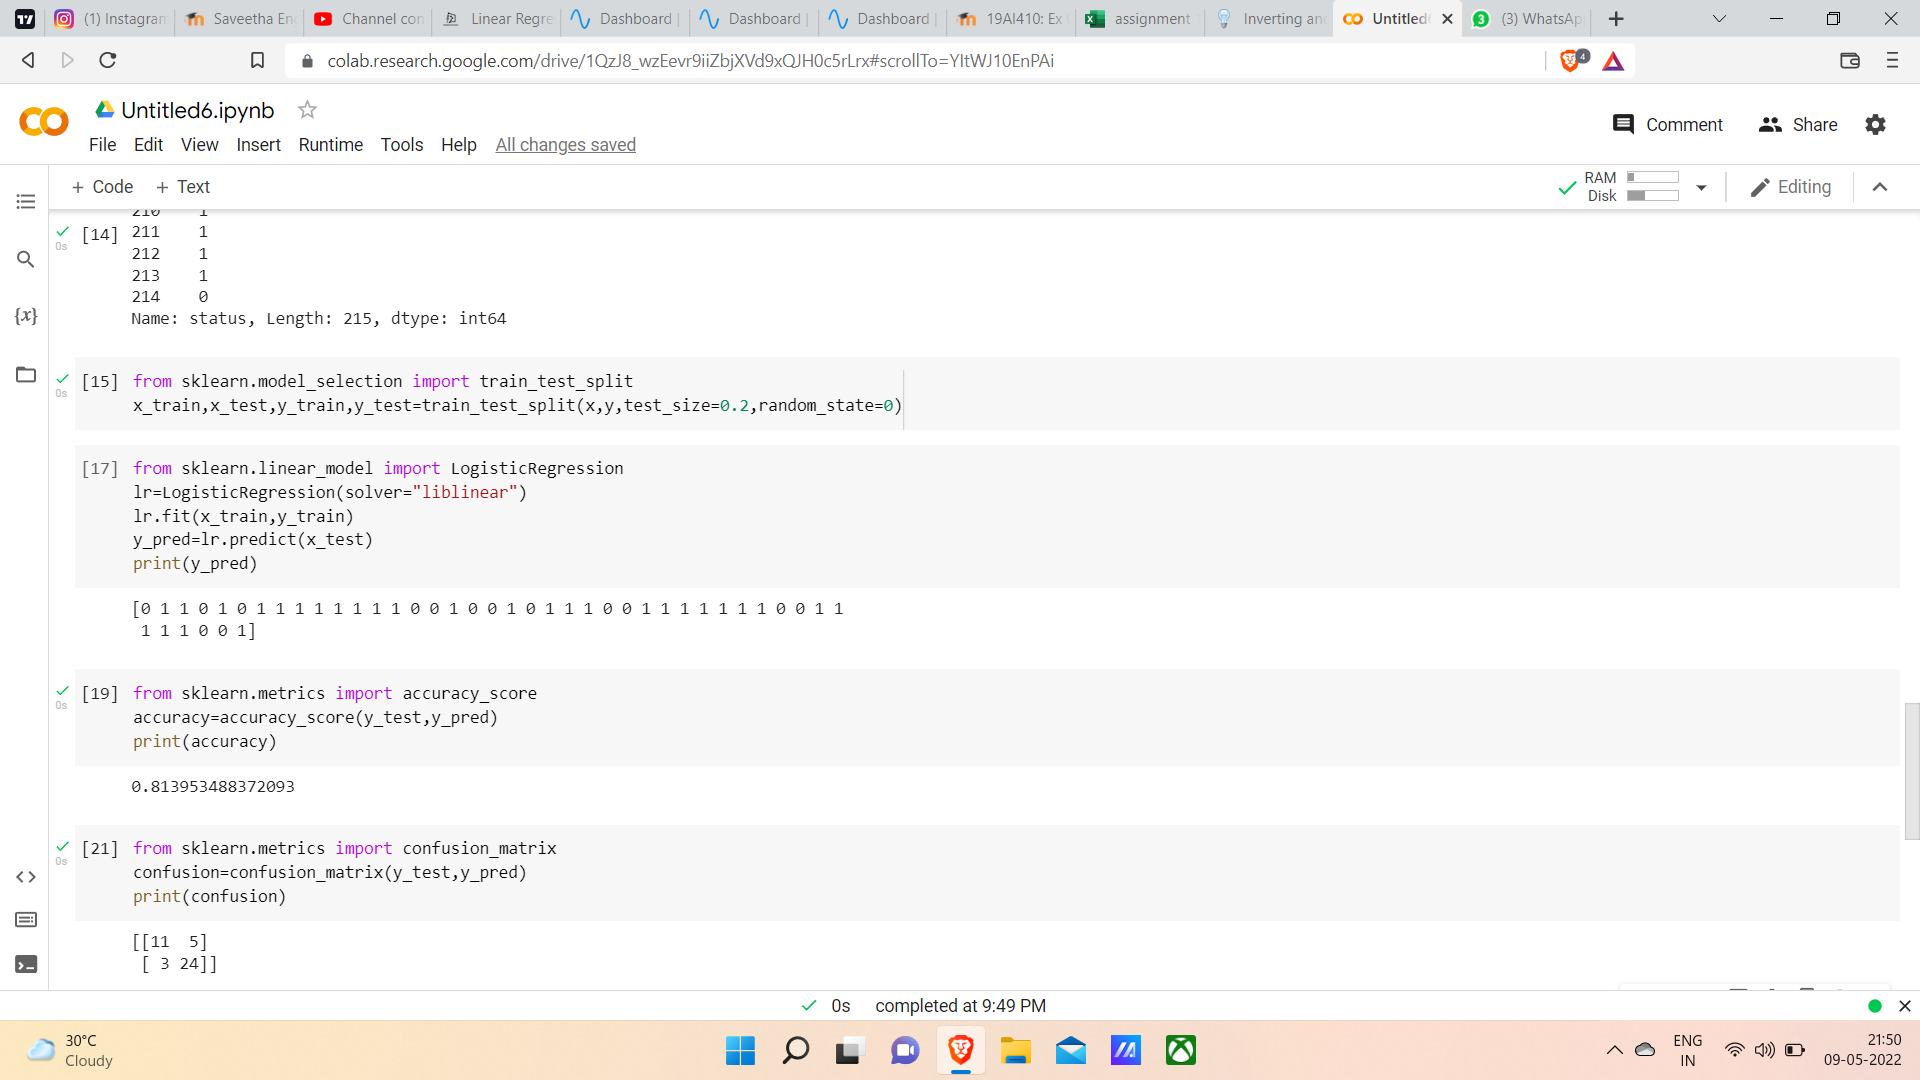 (1) Instagram
Saveetha En
Channel con
Linear Regre
Dashboard
Dashboard
Dashboard
19AI410: Ex
assignment
Inverting an
Untitled
3
(3) WhatsAp
colab.research.google.com/drive/1QzJ8_wzEevr9iiZbjXVd9xQJH0c5rLrx#scrollTo=YItWJ10EnPAi
4
Untitled6.ipynb
Comment
Share
File Edit View Insert Runtime Tools Help All changes saved
+ Code + Text
RAM
Disk
Editing
210    1
[14] 211    1
0s
212    1
213    1
214    0
Name: status, Length: 215, dtype: int64
{x}
[15] from sklearn.model_selection import train_test_split
0s
x_train,x_test,y_train,y_test=train_test_split(x,y,test_size=0.2,random_state=0)
[17] from sklearn.linear_model import LogisticRegression
lr=LogisticRegression(solver="liblinear")
lr.fit(x_train,y_train)
y_pred=lr.predict(x_test)
print(y_pred)
[0 1 1 0 1 0 1 1 1 1 1 1 1 1 0 0 1 0 0 1 0 1 1 1 0 0 1 1 1 1 1 1 1 0 0 1 1
1 1 1 0 0 1]
[19] from sklearn.metrics import accuracy_score
0s
accuracy=accuracy_score(y_test,y_pred)
print(accuracy)
0.813953488372093
[21] from sklearn.metrics import confusion_matrix
0s
confusion=confusion_matrix(y_test,y_pred)
print(confusion)
[[11  5]
[ 3 24]]
0s completed at 9:49 PM
30°C
Cloudy
ENG
IN
21:50
09-05-2022